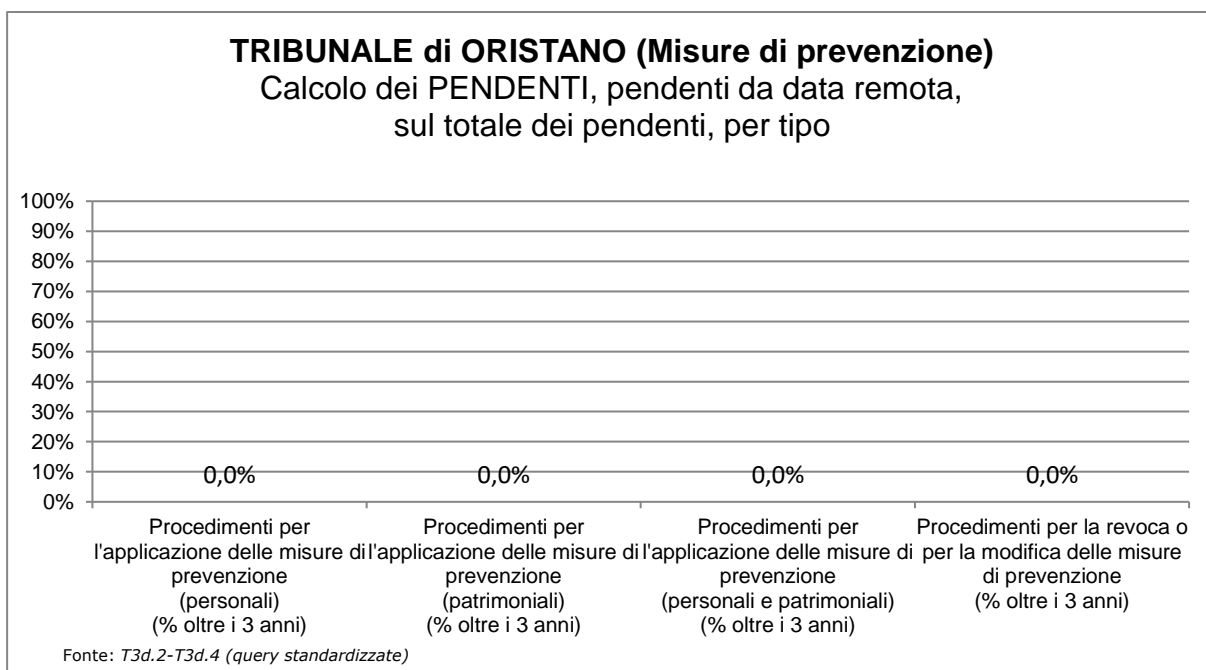 TRIBUNALE di ORISTANO (Misure di prevenzione)
Calcolo dei PENDENTI, pendenti da data remota,
sul totale dei pendenti, per tipo
100%
90%
80%
70%
60%
50%
40%
30%
20%
10%
0%
0,0%
0,0%
0,0%
0,0%
Procedimenti per
l'applicazione delle misure di
prevenzione
(personali)
(% oltre i 3 anni)
Procedimenti per
l'applicazione delle misure di
prevenzione
(patrimoniali)
(% oltre i 3 anni)
Procedimenti per
l'applicazione delle misure di
prevenzione
(personali e patrimoniali)
(% oltre i 3 anni)
Procedimenti per la revoca o
per la modifica delle misure
di prevenzione
(% oltre i 3 anni)
Fonte: T3d.2-T3d.4 (query standardizzate)